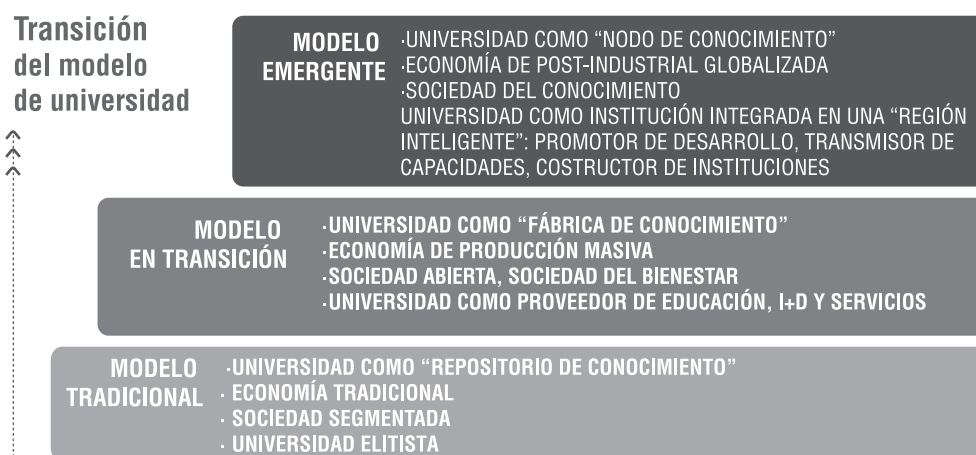 Transición
del modelo
de universidad
MODELO
EMERGENTE
·UNIVERSIDAD COMO “NODO DE CONOCIMIENTO”
·ECONOMÍA DE POST-INDUSTRIAL GLOBALIZADA
·SOCIEDAD DEL CONOCIMIENTO
UNIVERSIDAD COMO INSTITUCIÓN INTEGRADA EN UNA “REGIÓN
INTELIGENTE”: PROMOTOR DE DESARROLLO, TRANSMISOR DE
CAPACIDADES, COSTRUCTOR DE INSTITUCIONES
MODELO
EN TRANSICIÓN
·UNIVERSIDAD COMO “FÁBRICA DE CONOCIMIENTO”
·ECONOMÍA DE PRODUCCIÓN MASIVA
·SOCIEDAD ABIERTA, SOCIEDAD DEL BIENESTAR
·UNIVERSIDAD COMO PROVEEDOR DE EDUCACIÓN, I+D Y SERVICIOS
MODELO
TRADICIONAL
·UNIVERSIDAD COMO “REPOSITORIO DE CONOCIMIENTO”
· ECONOMÍA TRADICIONAL
· SOCIEDAD SEGMENTADA
· UNIVERSIDAD ELITISTA